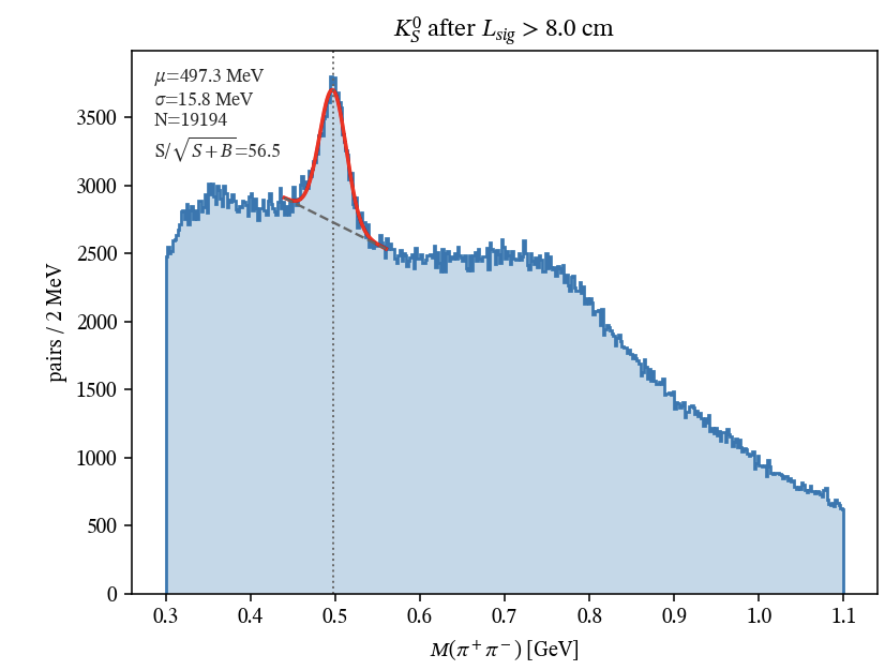 K_S^0 after L_sig > 8.0 cm
μ=497.3 MeV
σ=15.8 MeV
N=19194
S/√S+B=56.5
3500
3000
2500
2000
1500
1000
500
0
pairs / 2 MeV
0.3 0.4 0.5 0.6 0.7 0.8 0.9 1.0 1.1
M(π⁺π⁻) [GeV]